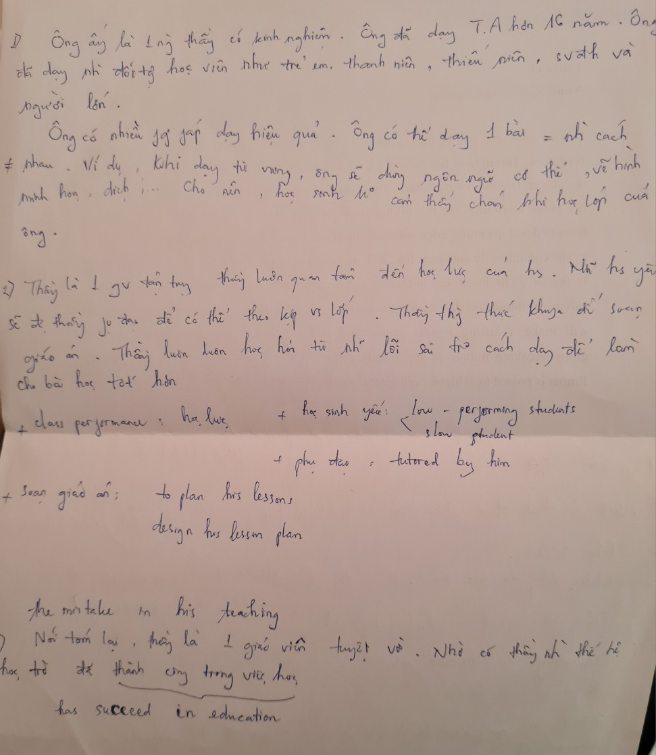 1) Ông ấy là 1 ng thầy có kinh nghiệm. Ông đã dạy T.A hơn 16 năm. Ông
đã dạy nh đối tg học viên như trẻ em, thanh niên, thiếu niên, svđh và
người lớn.
Ông có nhiều pp dạy hiệu quả. Ông có thể dạy 1 bài = nh cách
≠ nhau. Ví dụ, khi dạy từ vựng, ông sẽ dùng ngôn ngữ cơ thể, vẽ hình
minh họa, dịch ... Cho nên, học sinh ko cảm thấy chán khi học lớp của
ông.
2) Thầy là 1 gv tận tụy thầy luôn quan tâm đến học lực của hs. Nh hs yếu
sẽ đc thầy phụ đạo để có thể theo kịp vs lớp. Thầy thg thức khuya để soạn
giáo án. Thầy luôn luôn học hỏi từ nh lỗi sai trg cách dạy để làm
cho bài học tốt hơn
+ class performance : học lực + học sinh yếu: low - performing students
slow student
+ phụ đạo : tutored by him
+ soạn giáo án: to plan his lessons
design his lesson plan
the mistake in his teaching
) Nói tóm lại, thầy là 1 giáo viên tuyệt vời. Nhờ có thầy nh thế hệ
học trò đã thành công trong việc học
has succeed in education